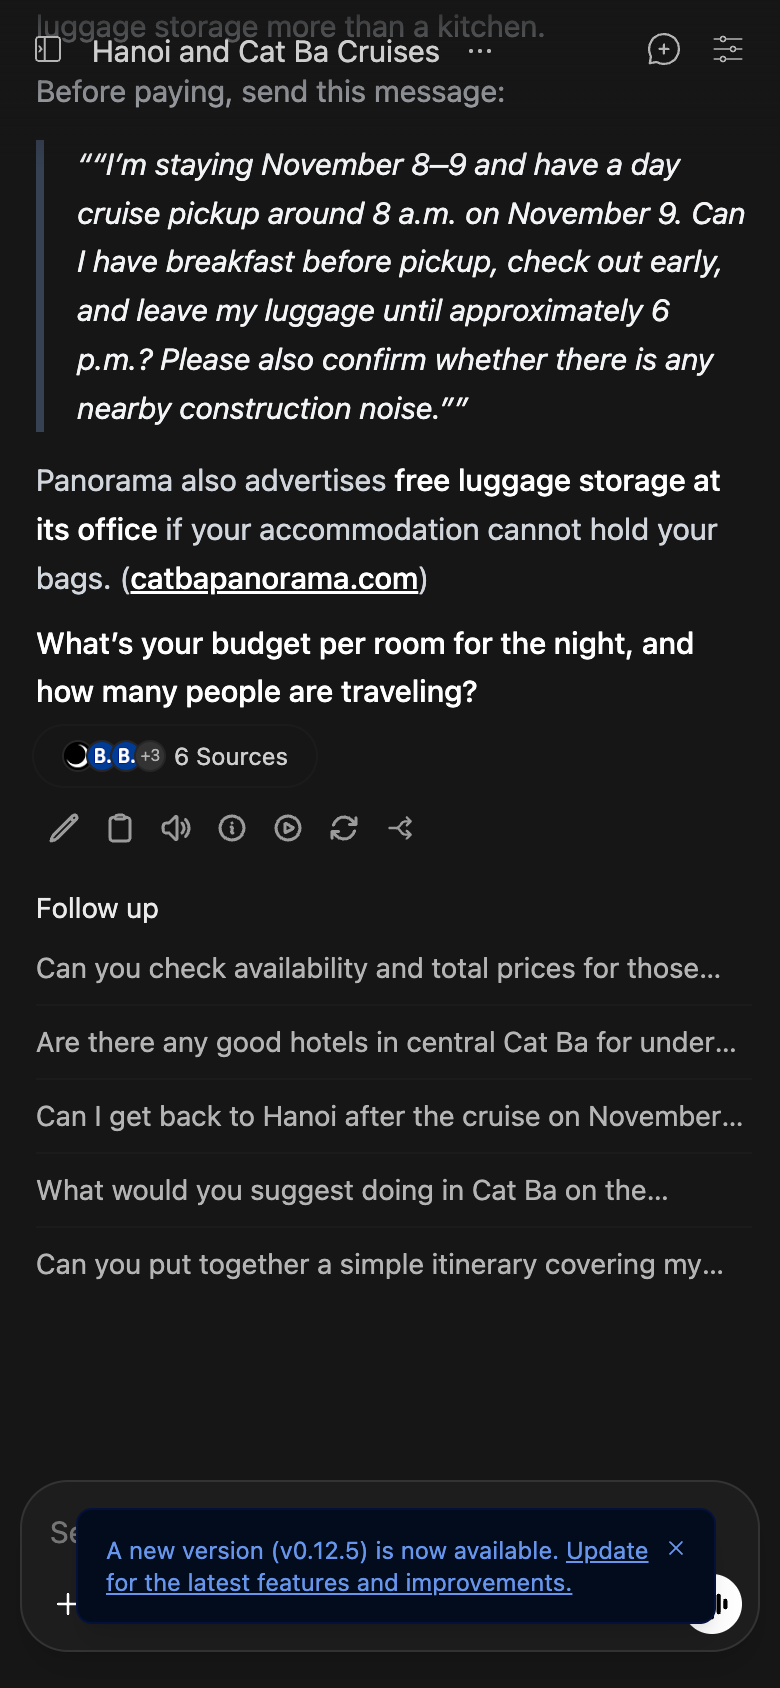 luggage storage more than a kitchen.
Hanoi and Cat Ba Cruises ...
Before paying, send this message:
““I’m staying November 8–9 and have a day
cruise pickup around 8 a.m. on November 9. Can
I have breakfast before pickup, check out early,
and leave my luggage until approximately 6
p.m.? Please also confirm whether there is any
nearby construction noise.””
Panorama also advertises free luggage storage at
its office if your accommodation cannot hold your
bags. (catbapanorama.com)
What’s your budget per room for the night, and
how many people are traveling?
B. B. +3 6 Sources
Follow up
Can you check availability and total prices for those...
Are there any good hotels in central Cat Ba for under...
Can I get back to Hanoi after the cruise on November...
What would you suggest doing in Cat Ba on the...
Can you put together a simple itinerary covering my...
A new version (v0.12.5) is now available. Update
for the latest features and improvements.